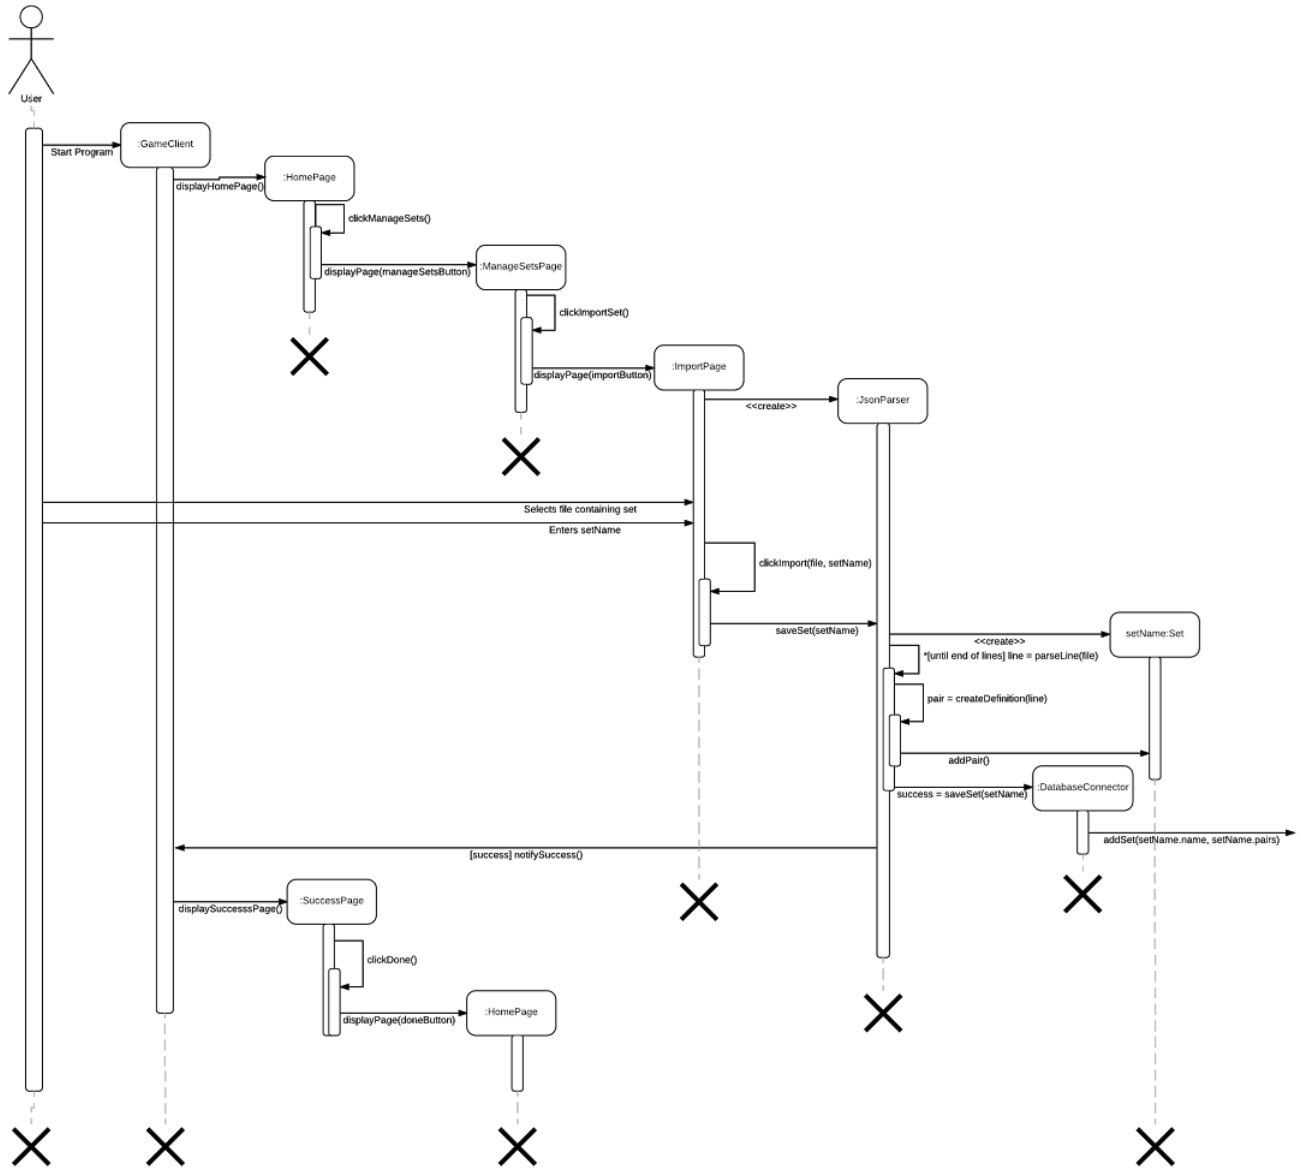 User
:GameClient
Start Program
:HomePage
displayHomePage()
clickManageSets()
:ManageSetsPage
displayPage(manageSetsButton)
clickImportSet()
:ImportPage
displayPage(importButton)
:JsonParser
<<create>>
Selects file containing set
Enters setName
clickImport(file, setName)
saveSet(setName)
setName:Set
<<create>>
*[until end of lines] line = parseLine(file)
pair = createDefinition(line)
addPair()
:DatabaseConnector
success = saveSet(setName)
addSet(setName.name, setName.pairs)
[success] notifySuccess()
:SuccessPage
displaySuccesssPage()
clickDone()
:HomePage
displayPage(doneButton)